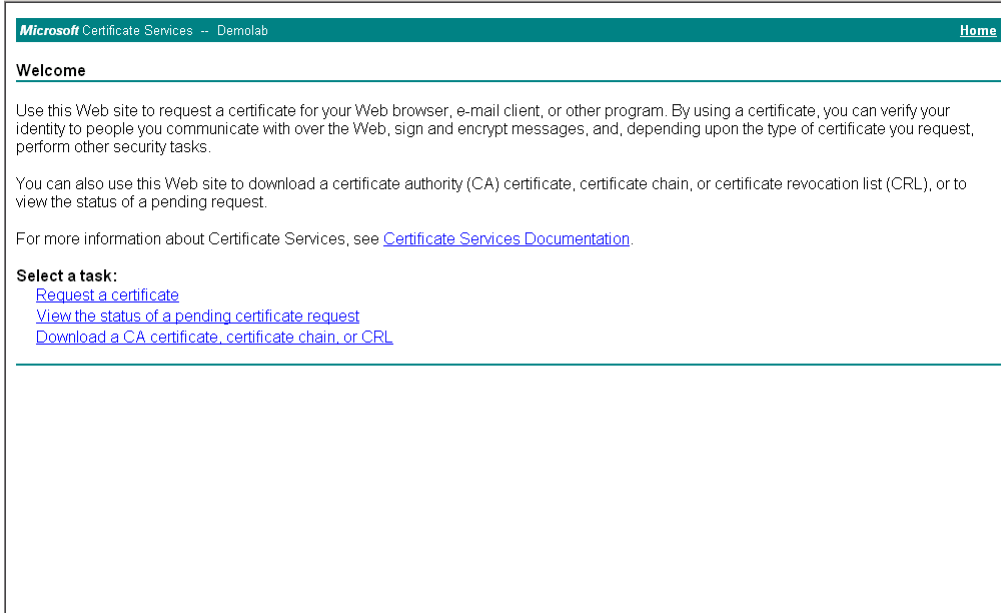 Microsoft Certificate Services -- Demolab Home
Welcome
Use this Web site to request a certificate for your Web browser, e-mail client, or other program. By using a certificate, you can verify your
identity to people you communicate with over the Web, sign and encrypt messages, and, depending upon the type of certificate you request,
perform other security tasks.
You can also use this Web site to download a certificate authority (CA) certificate, certificate chain, or certificate revocation list (CRL), or to
view the status of a pending request.
For more information about Certificate Services, see Certificate Services Documentation.
Select a task:
Request a certificate
View the status of a pending certificate request
Download a CA certificate, certificate chain, or CRL